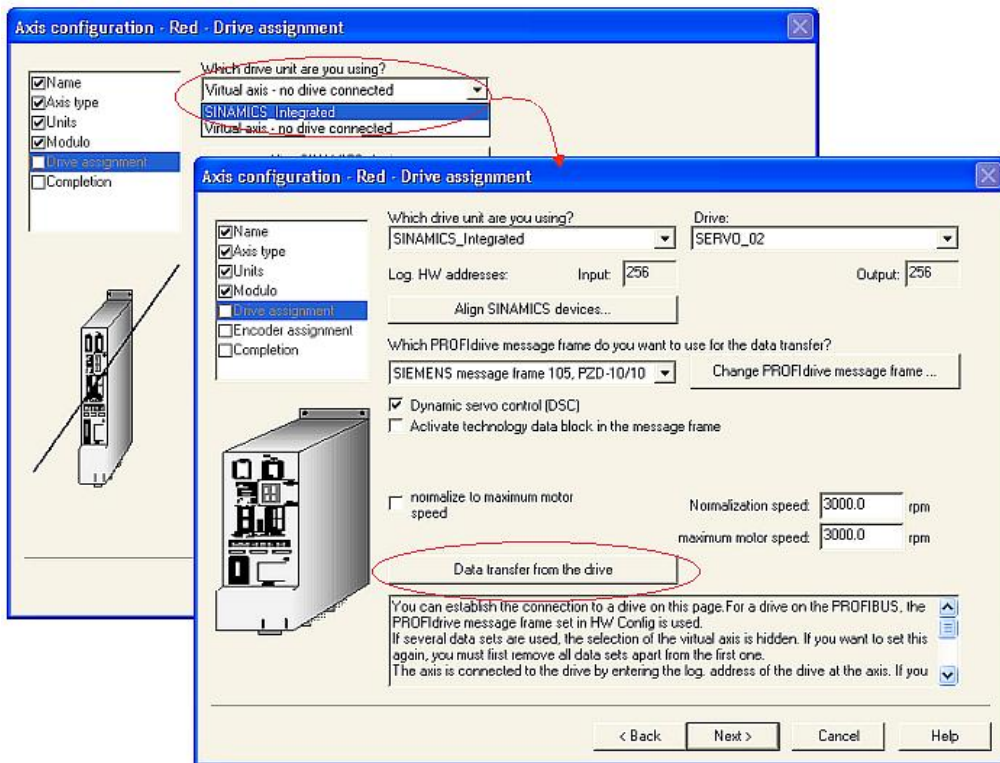 Axis configuration - Red - Drive assignment
Name
Axis type
Units
Modulo
Drive assignment
Completion
Which drive unit are you using?
Virtual axis - no drive connected
SINAMICS_Integrated
Virtual axis - no drive connected
Axis configuration - Red - Drive assignment
Name
Axis type
Units
Modulo
Drive assignment
Encoder assignment
Completion
Which drive unit are you using?
Drive:
SINAMICS_Integrated
SERVO_02
Log. HW addresses:
Input: 256
Output: 256
Align SINAMICS devices...
Which PROFIdrive message frame do you want to use for the data transfer?
SIEMENS message frame 105, PZD-10/10
Change PROFIdrive message frame ...
Dynamic servo control (DSC)
Activate technology data block in the message frame
normalize to maximum motor
speed
Normalization speed: 3000.0 rpm
maximum motor speed: 3000.0 rpm
Data transfer from the drive
You can establish the connection to a drive on this page.For a drive on the PROFIBUS, the
PROFIdrive message frame set in HW Config is used.
If several data sets are used, the selection of the virtual axis is hidden. If you want to set this
again, you must first remove all data sets apart from the first one.
The axis is connected to the drive by entering the log. address of the drive at the axis. If you
< Back
Next >
Cancel
Help